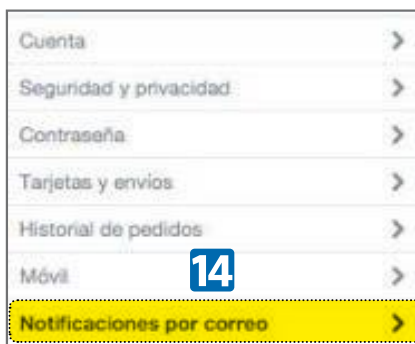 Cuenta
Seguridad y privacidad
Contraseña
Tarjetas y envíos
Historial de pedidos
Móvil
14
Notificaciones por correo